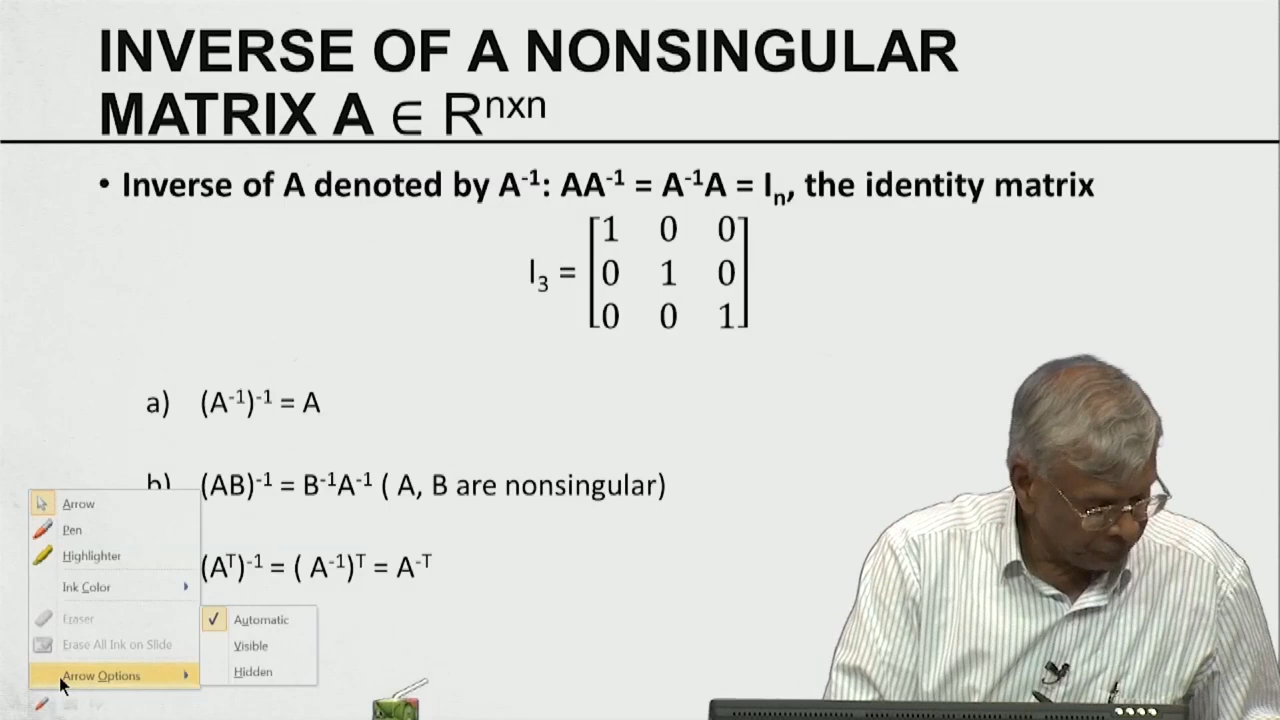 INVERSE OF A NONSINGULAR
MATRIX A ∈ Rⁿˣⁿ
• Inverse of A denoted by A⁻¹: AA⁻¹ = A⁻¹A = Iₙ, the identity matrix
I₃ = [1 0 0
0 1 0
0 0 1]
a) (A⁻¹)⁻¹ = A
b) (AB)⁻¹ = B⁻¹A⁻¹ ( A, B are nonsingular)
(Aᵀ)⁻¹ = ( A⁻¹)ᵀ = A⁻ᵀ
Arrow
Pen
Highlighter
Ink Color
Eraser
Erase All Ink on Slide
Arrow Options
Automatic
Visible
Hidden